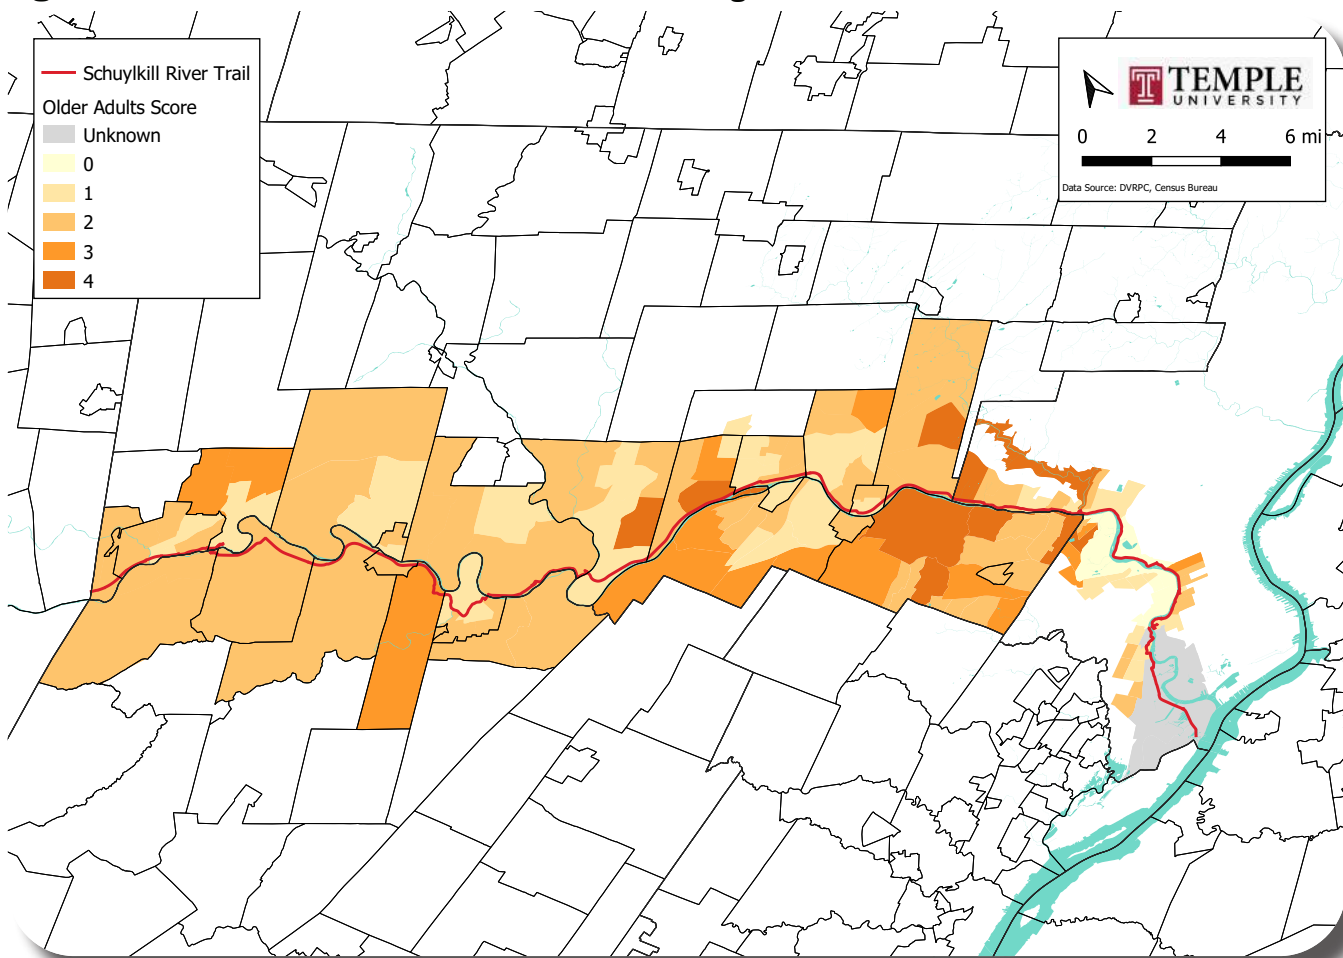 Schuylkill River Trail
Older Adults Score
Unknown
0
1
2
3
4
TEMPLE
UNIVERSITY
0 2 4 6 mi
Data Source: DVRPC, Census Bureau